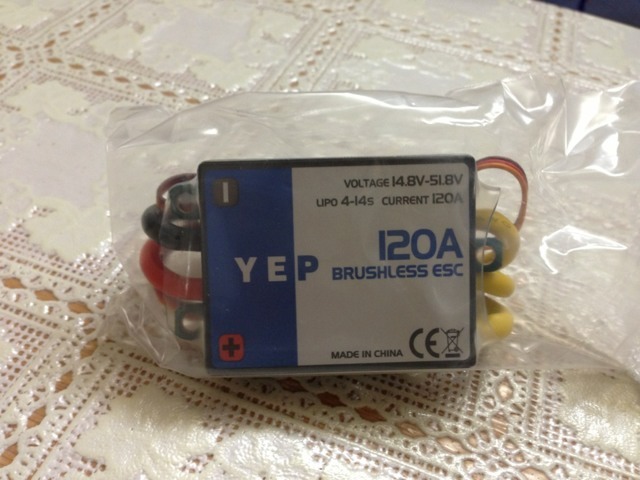 VOLTAGE 14.8V-51.8V
LIPO 4-14S CURRENT 120A
120A
YEP
BRUSHLESS ESC
MADE IN CHINA CE